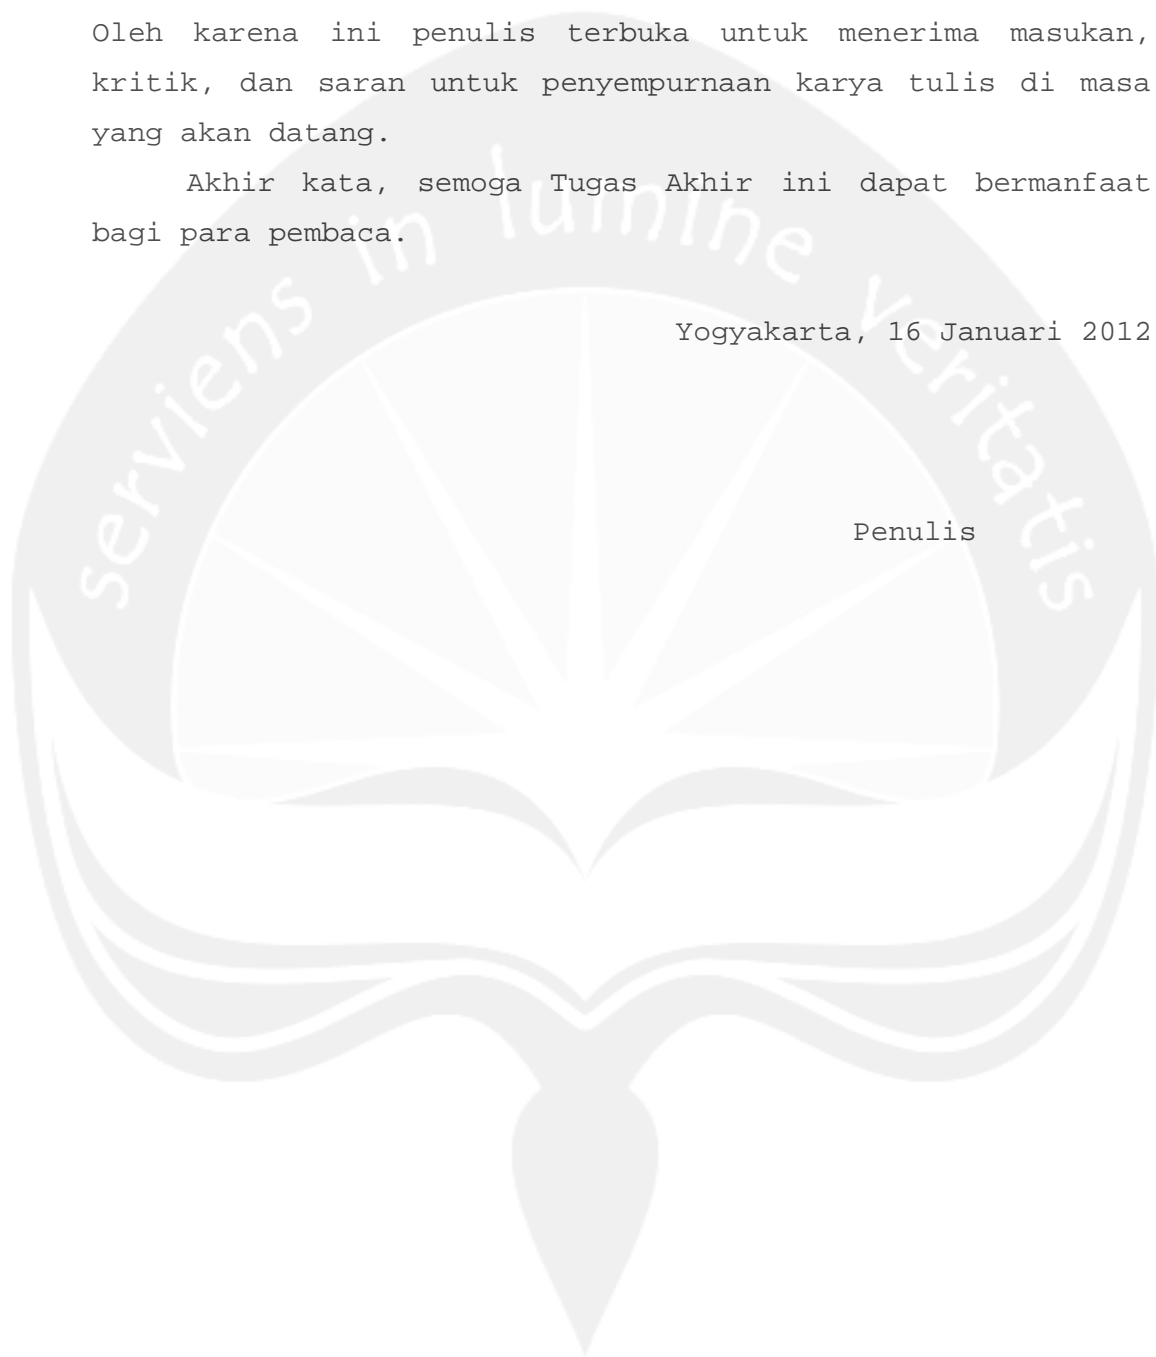 Oleh karena ini penulis terbuka untuk menerima masukan,
kritik, dan saran untuk penyempurnaan karya tulis di masa
yang akan datang.
Akhir kata, semoga Tugas Akhir ini dapat bermanfaat
bagi para pembaca.
serviens in lumine veritatis
Yogyakarta, 16 Januari 2012
Penulis